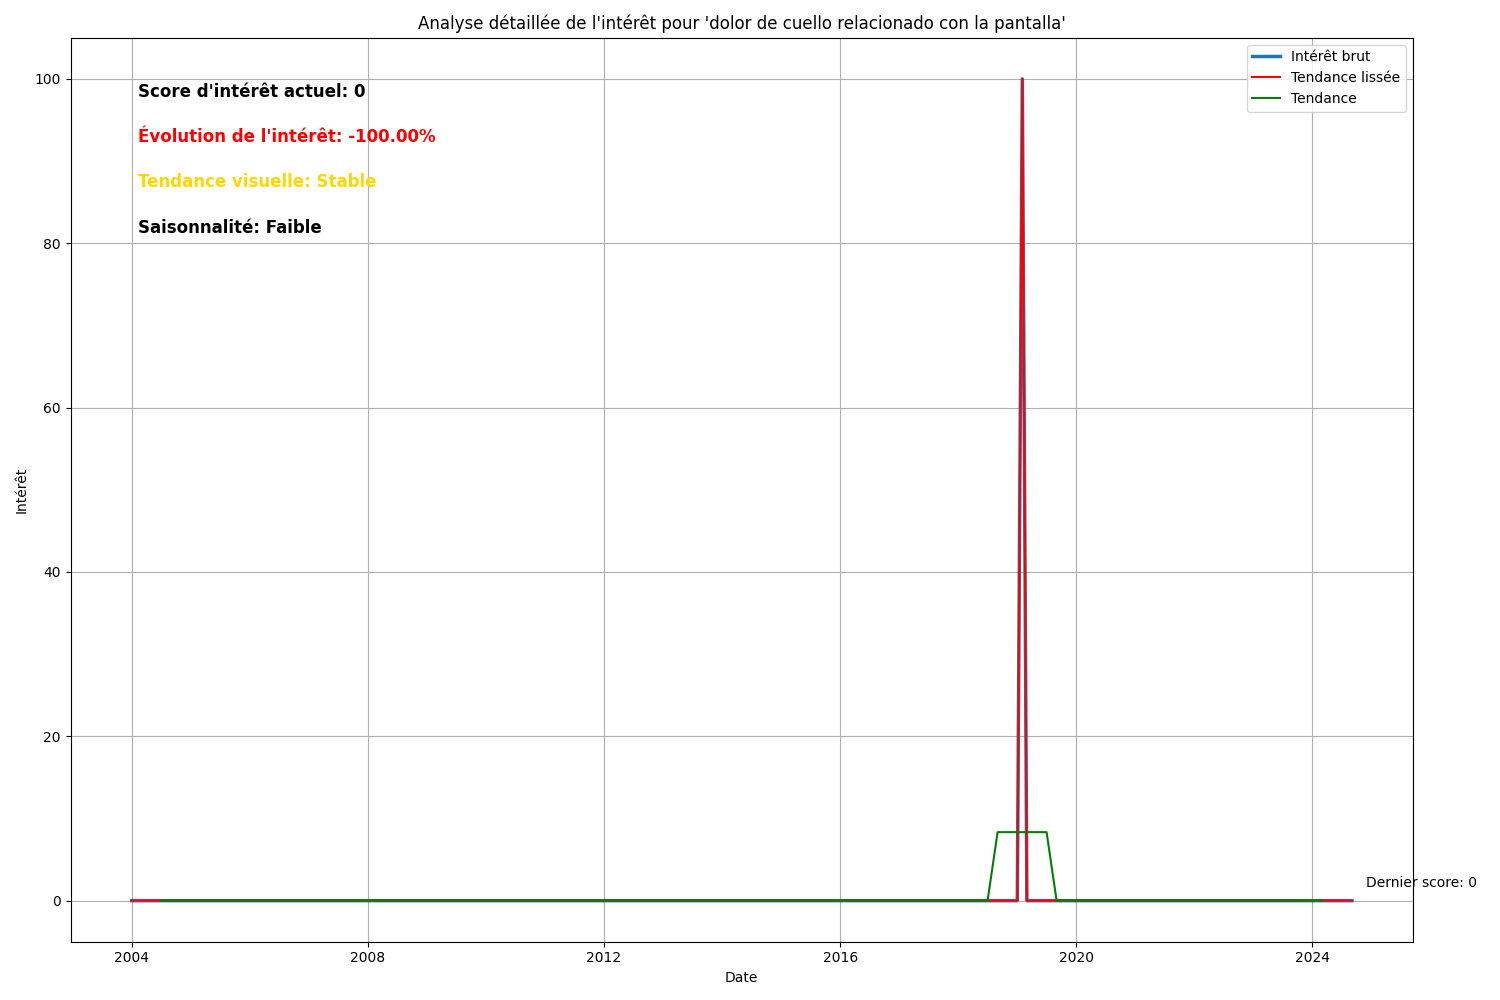 Analyse détaillée de l'intérêt pour 'dolor de cuello relacionado con la pantalla'
Intérêt brut
Tendance lissée
Tendance
Score d'intérêt actuel: 0
Évolution de l'intérêt: -100.00%
Tendance visuelle: Stable
Saisonnalité: Faible
100
80
60
40
20
0
Intérêt
Dernier score: 0
2004
2008
2012
2016
2020
2024
Date